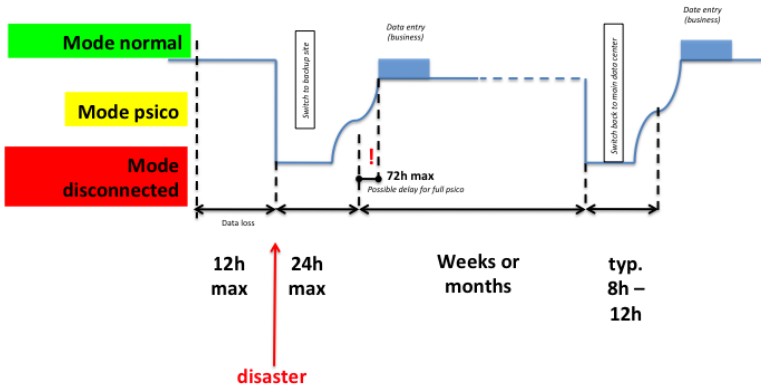 Mode normal
Mode psico
Mode
disconnected
Switch to backup site
Data entry
(business)
!
72h max
Possible delay for full psico
Switch back to main data center
Date entry
(business)
Data loss
12h
max
24h
max
Weeks or
months
typ.
8h –
12h
disaster